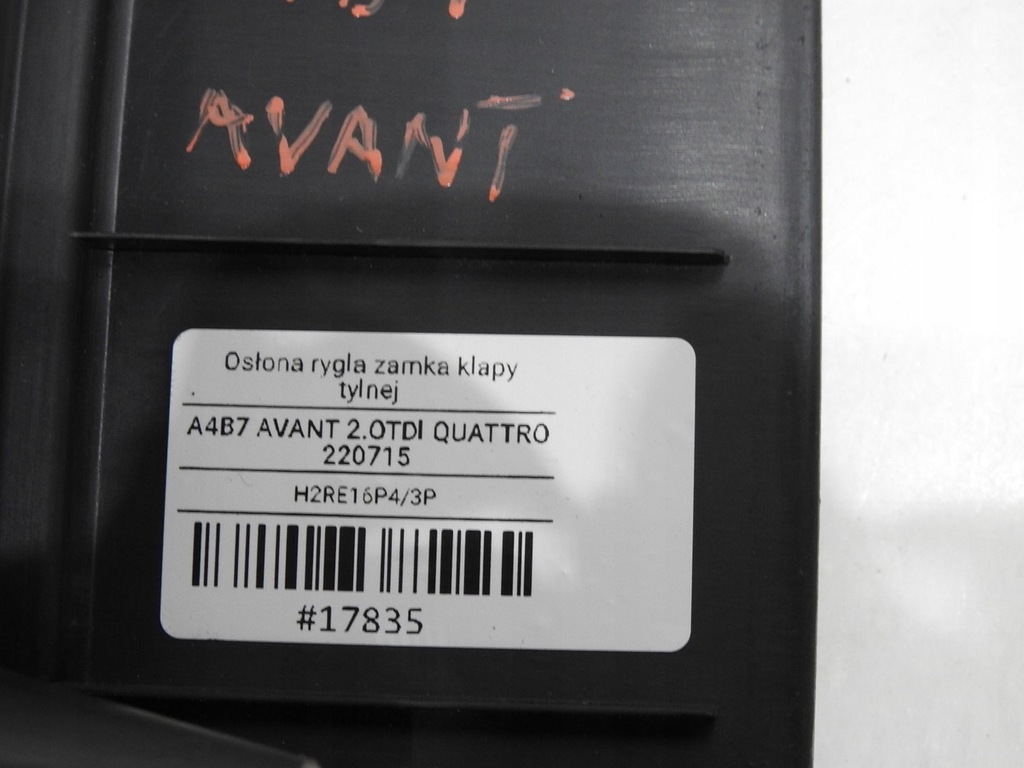 AVANT
Osłona rygla zamka klapy
tylnej
A4B7 AVANT 2.0TDI QUATTRO
220715
H2RE16P4/3P
#17835